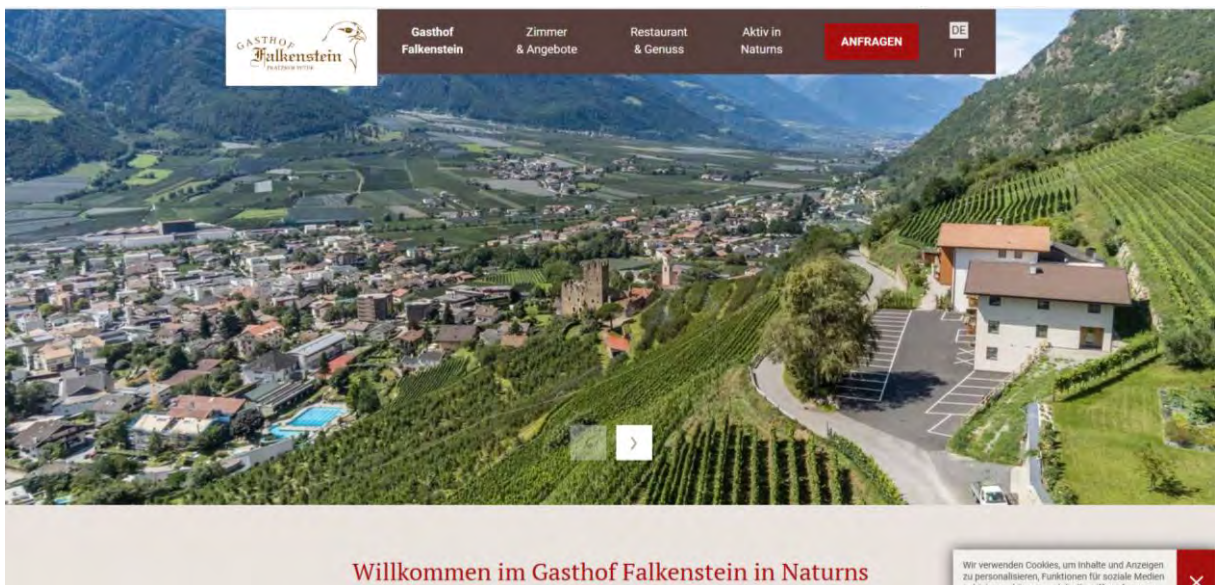 GASTHOF
Falkenstein
Gasthof
Falkenstein
Zimmer
& Angebote
Restaurant
& Genuss
Aktiv in
Naturns
ANFRAGEN
DE
IT
Willkommen im Gasthof Falkenstein in Naturns
Wir verwenden Cookies, um Inhalte und Anzeigen
zu personalisieren, Funktionen für soziale Medien